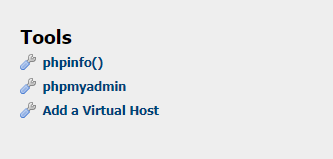 Tools
phpinfo()
phpmyadmin
Add a Virtual Host